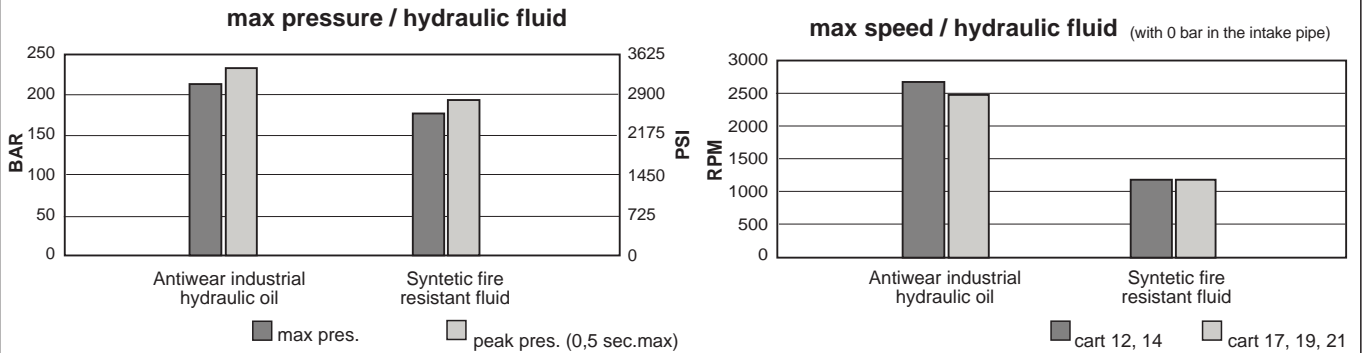 max pressure / hydraulic fluid
250
200
150
100
50
0
BAR
3625
2900
2175
1450
725
0
PSI
Antiwear industrial
hydraulic oil
Syntetic fire
resistant fluid
max pres.
peak pres. (0,5 sec.max)
max speed / hydraulic fluid (with 0 bar in the intake pipe)
3000
2500
2000
1500
1000
500
0
RPM
Antiwear industrial
hydraulic oil
Syntetic fire
resistant fluid
cart 12, 14
cart 17, 19, 21